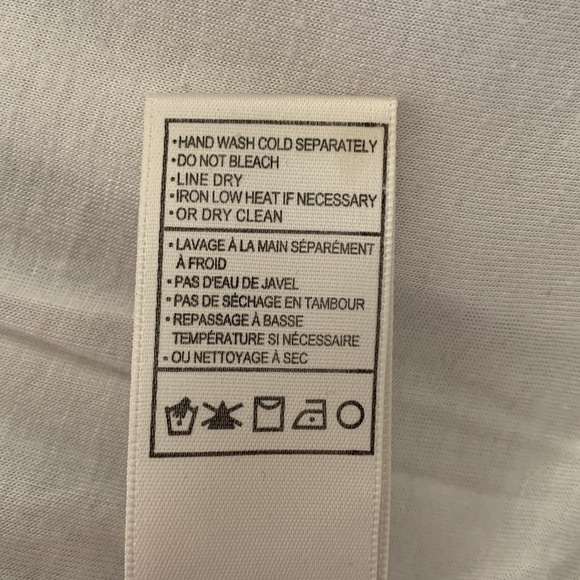 •HAND WASH COLD SEPARATELY
•DO NOT BLEACH
•LINE DRY
•IRON LOW HEAT IF NECESSARY
•OR DRY CLEAN
•LAVAGE À LA MAIN SÉPARÉMENT
À FROID
•PAS D'EAU DE JAVEL
•PAS DE SÉCHAGE EN TAMBOUR
•REPASSAGE À BASSE
TEMPÉRATURE SI NÉCESSAIRE
•OU NETTOYAGE À SEC